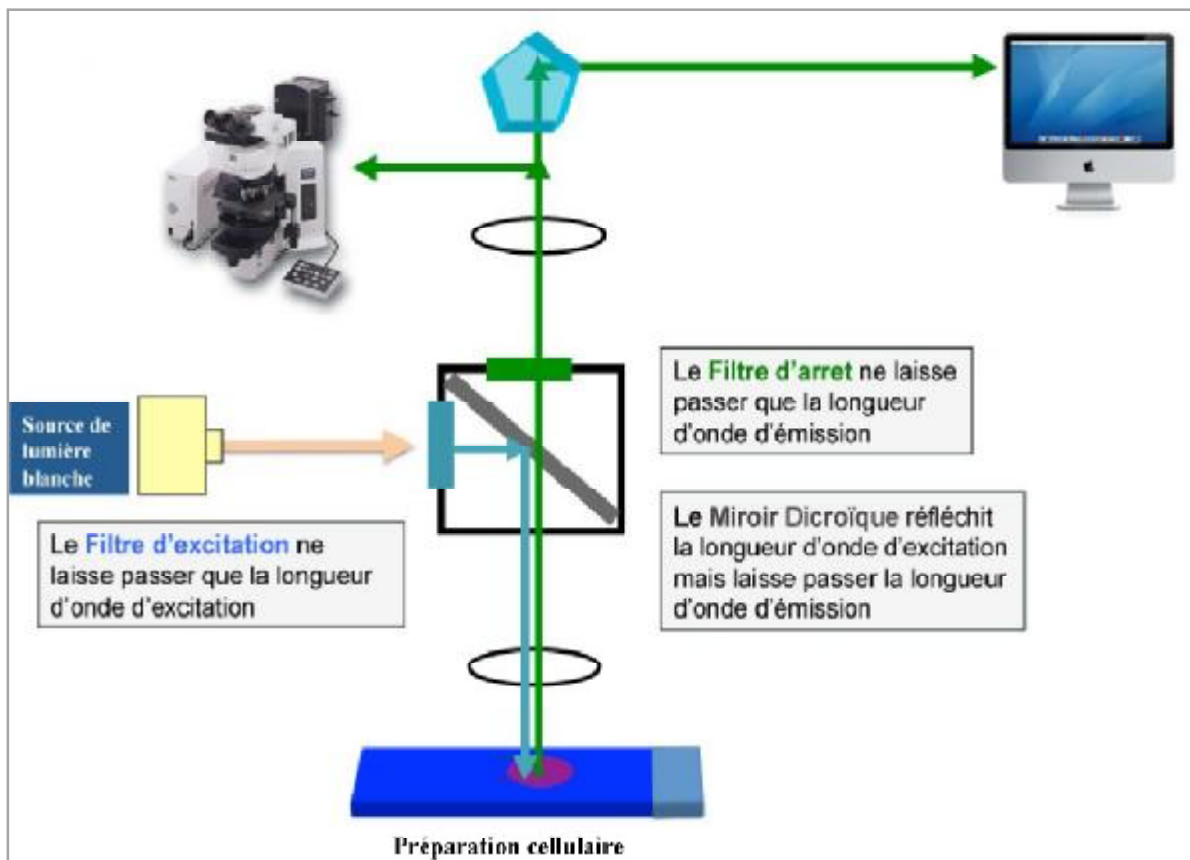 Le Filtre d'arret ne laisse
passer que la longueur
d'onde d'émission
Source de
tumière
blanche
Le Miroir Dicroïque réfléchit
la longueur d'onde d'excitation
mais laisse passer la longueur
d'onde d'émission
Le Filtre d'excitation ne
laisse passer que la longueur
d'onde d'excitation
Préparation cellulaire